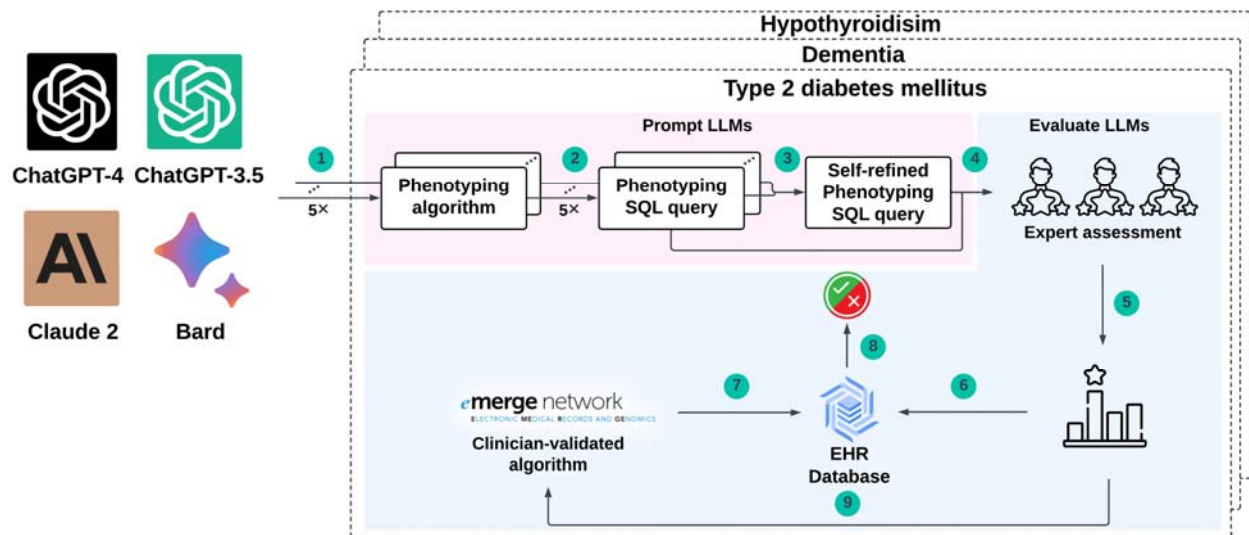 Hypothyroidisim
Dementia
Type 2 diabetes mellitus
Prompt LLMs
Evaluate LLMs
ChatGPT-4
ChatGPT-3.5
Claude 2
Bard
1
5×
Phenotyping
algorithm
2
5×
Phenotyping
SQL query
3
Self-refined
Phenotyping
SQL query
4
Expert assessment
5
6
7
8
9
emerge network
ELECTRONIC MEDICAL RECORDS AND GENOMICS
Clinician-validated
algorithm
EHR
Database